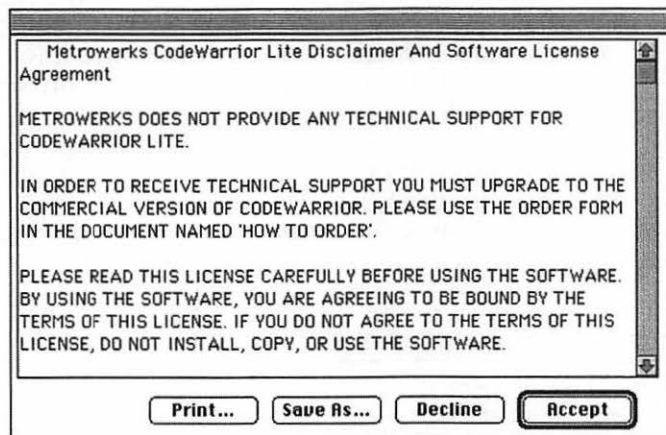 Metrowerks CodeWarrior Lite Disclaimer And Software License
Agreement
METROWERKS DOES NOT PROVIDE ANY TECHNICAL SUPPORT FOR
CODEWARRIOR LITE.
IN ORDER TO RECEIVE TECHNICAL SUPPORT YOU MUST UPGRADE TO THE
COMMERCIAL VERSION OF CODEWARRIOR. PLEASE USE THE ORDER FORM
IN THE DOCUMENT NAMED 'HOW TO ORDER'.
PLEASE READ THIS LICENSE CAREFULLY BEFORE USING THE SOFTWARE.
BY USING THE SOFTWARE, YOU ARE AGREEING TO BE BOUND BY THE
TERMS OF THIS LICENSE. IF YOU DO NOT AGREE TO THE TERMS OF THIS
LICENSE, DO NOT INSTALL, COPY, OR USE THE SOFTWARE.
Print... Save As... Decline Accept